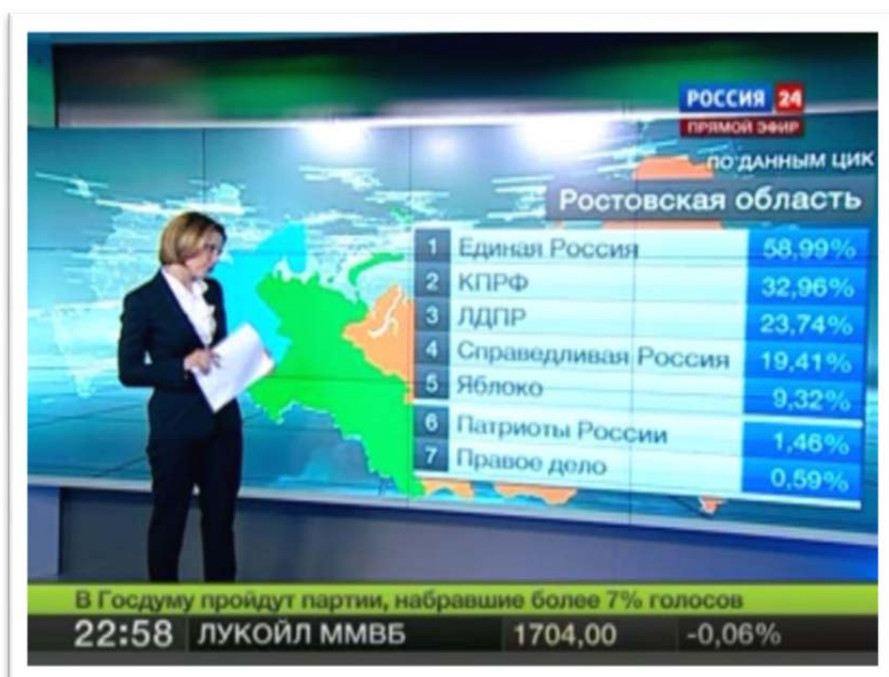 РОССИЯ 24
ПРЯМОЙ ЭФИР
ПО ДАННЫМ ЦИК
Ростовская область
1 Единая Россия 58,99%
2 КПРФ 32,96%
3 ЛДПР 23,74%
4 Справедливая Россия 19,41%
5 Яблоко 9,32%
6 Патриоты России 1,46%
7 Правое дело 0,59%
В Госдуму пройдут партии, набравшие более 7% голосов
22:58 ЛУКОЙЛ ММВБ 1704,00 -0,06%